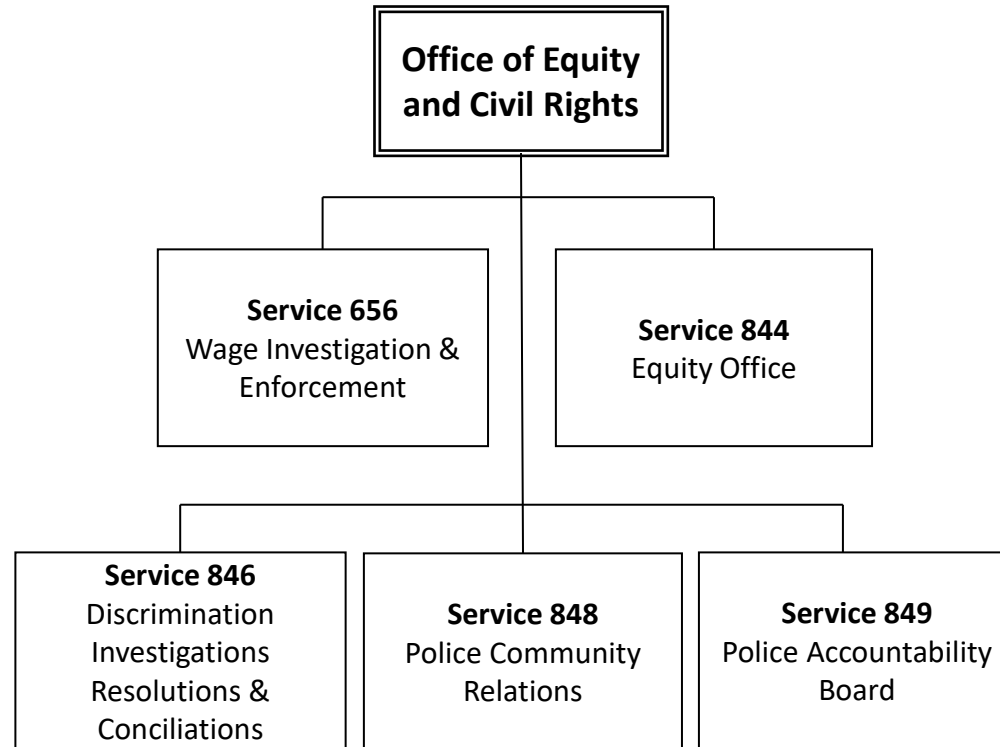 Office of Equity
and Civil Rights
Service 656
Wage Investigation &
Enforcement
Service 844
Equity Office
Service 846
Discrimination
Investigations
Resolutions &
Conciliations
Service 848
Police Community
Relations
Service 849
Police Accountability
Board